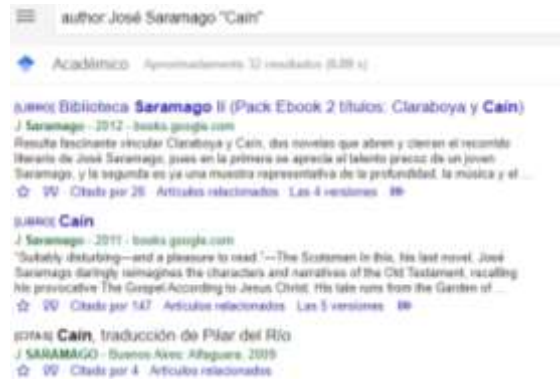 author:José Saramago "Caín"
Académico Aproximadamente 32 resultados (0,09 s)
[LIBRO] Biblioteca Saramago II (Pack Ebook 2 títulos: Claraboya y Caín)
J Saramago - 2012 - books.google.com
Resulta fascinante vincular Claraboya y Caín, dos novelas que abren y cierran el recorrido
literario de José Saramago, pues en la primera se aprecia el talento precoz de un joven
Saramago, y la segunda es ya una muestra representativa de la profundidad, la música y el ...
Citado por 26 Artículos relacionados Las 4 versiones
[LIBRO] Cain
J Saramago - 2011 - books.google.com
"Suitably disturbing—and a pleasure to read."—The Scotsman In this, his last novel, José
Saramago daringly reimagines the characters and narratives of the Old Testament, recalling
his provocative The Gospel According to Jesus Christ. His tale runs from the Garden of ...
Citado por 147 Artículos relacionados Las 5 versiones
[CITAS] Caín, traducción de Pilar del Río
J SARAMAGO - Buenos Aires: Alfaguara, 2009
Citado por 4 Artículos relacionados